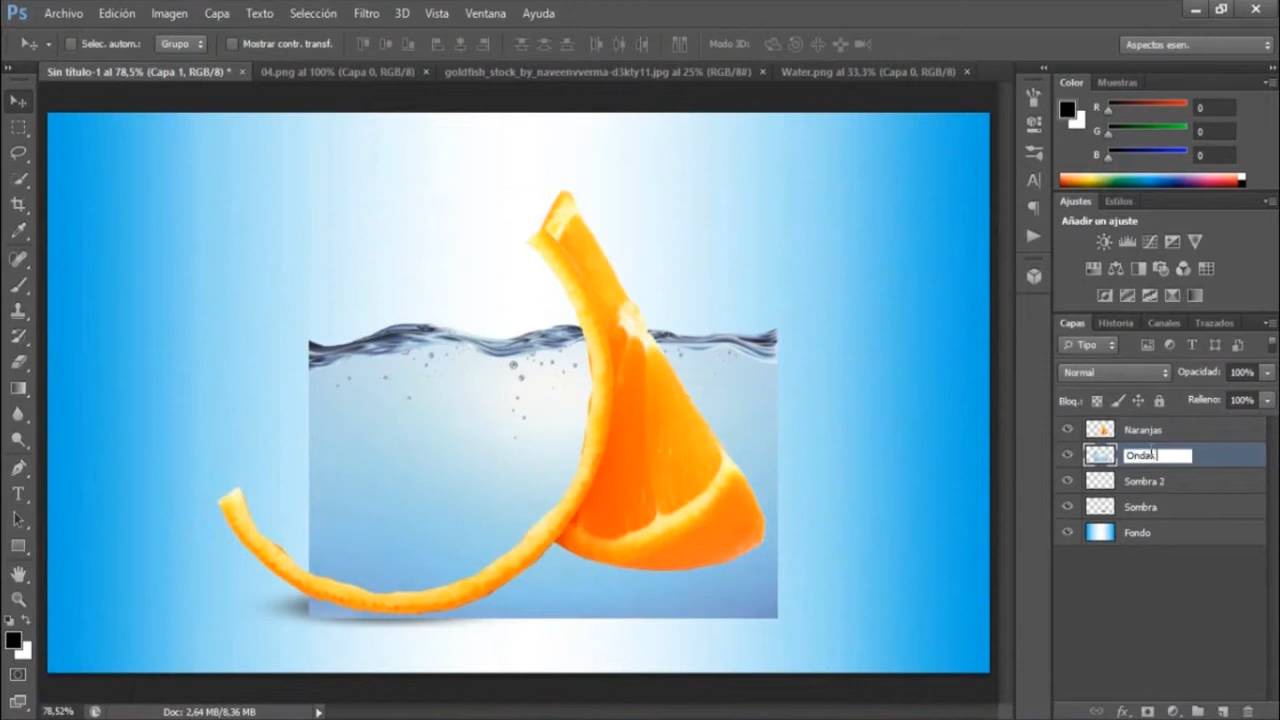 Ps Archivo Edición Imagen Capa Texto Selección Filtro 3D Vista Ventana Ayuda
Selec. autom.: Grupo Mostrar contr. transf. Modo 3D: Aspectos esen.
Sin título-1 al 78,5% (Capa 1, RGB/8) * × 04.png al 100% (Capa 0, RGB/8) × goldfish_stock_by_naveenvverma-d3kty11.jpg al 25% (RGB/8#) × Water.png al 33,3% (Capa 0, RGB/8) ×
Color Muestras
R 0
G 0
B 0
Ajustes Estilos
Añadir un ajuste
Capas Historia Canales Trazados
Tipo
Normal Opacidad: 100%
Bloq.: Relleno: 100%
Naranjas
Sombra 2
Sombra
Fondo
78,52% Doc: 2,64 MB/8,36 MB